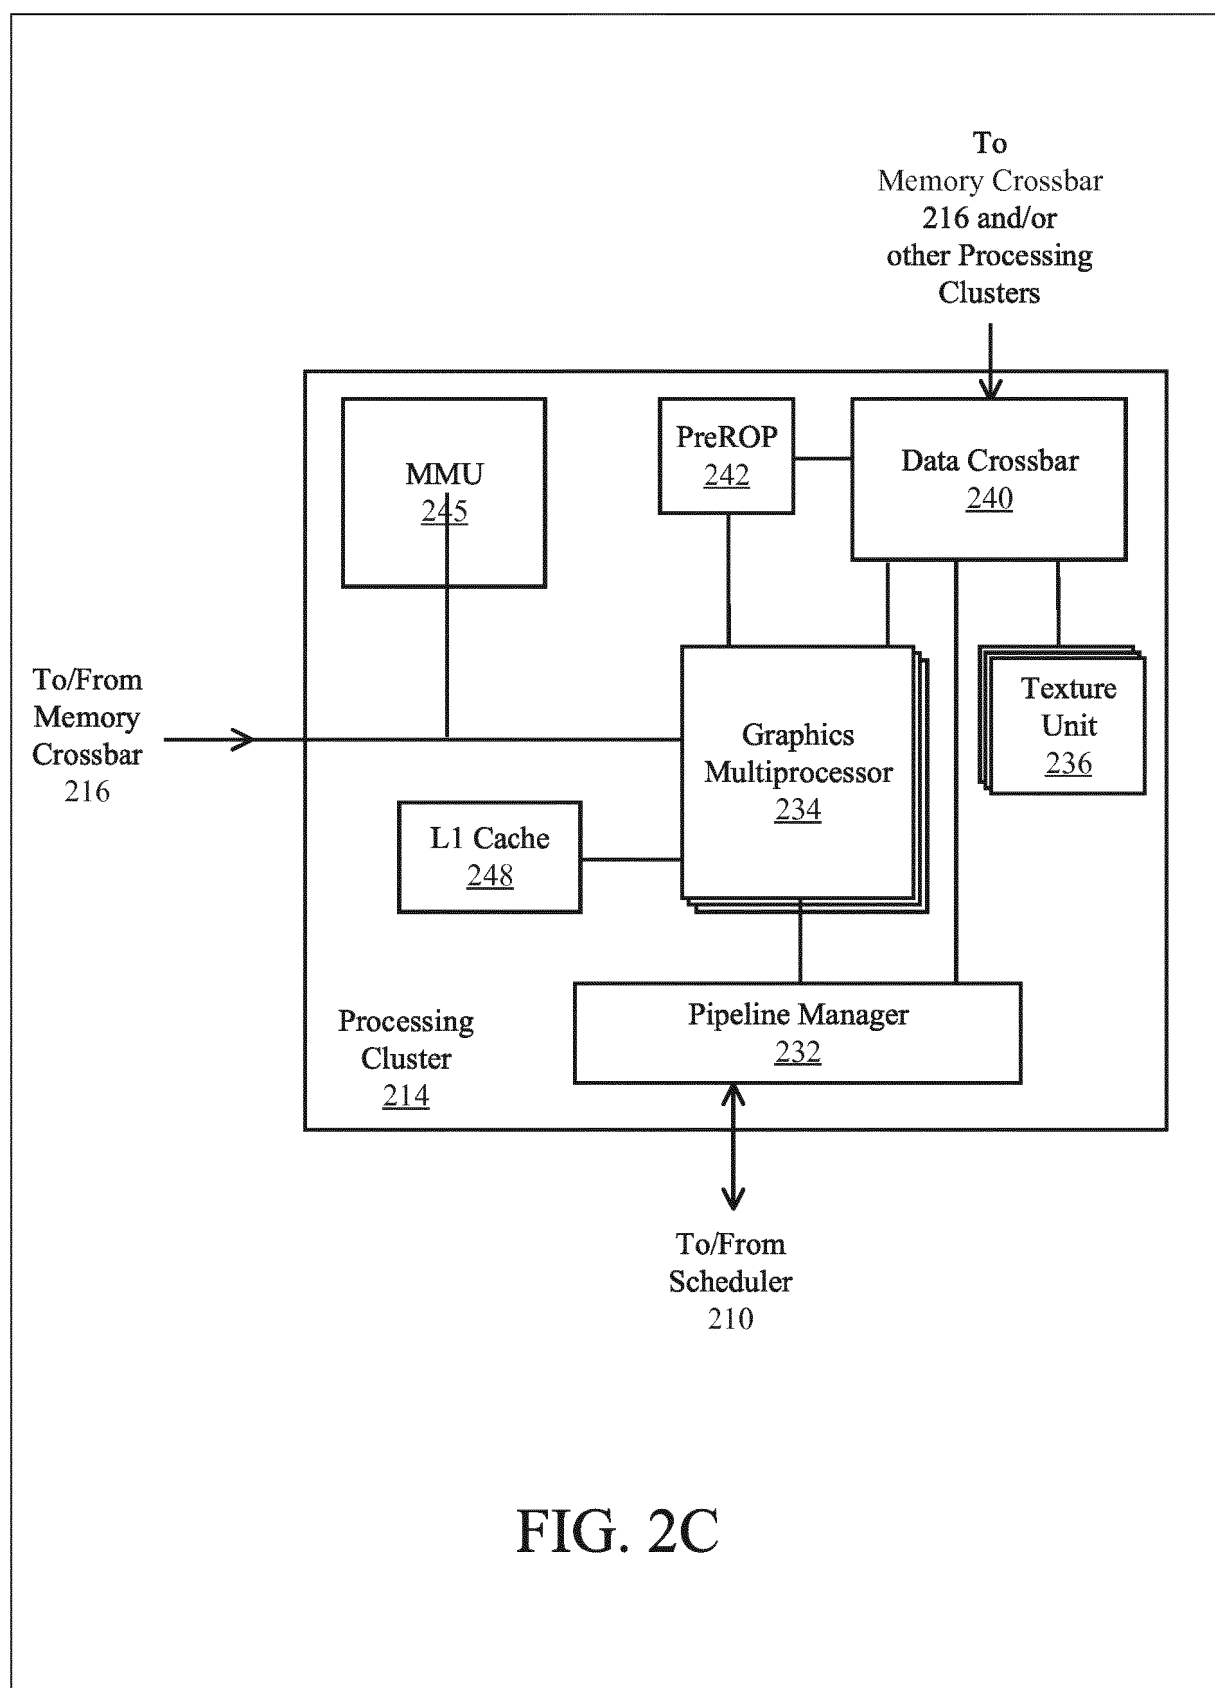 To
Memory Crossbar
216 and/or
other Processing
Clusters
MMU
245
PreROP
242
Data Crossbar
240
To/From
Memory
Crossbar
216
Graphics
Multiprocessor
234
Texture
Unit
236
L1 Cache
248
Processing
Cluster
214
Pipeline Manager
232
To/From
Scheduler
210
FIG. 2C